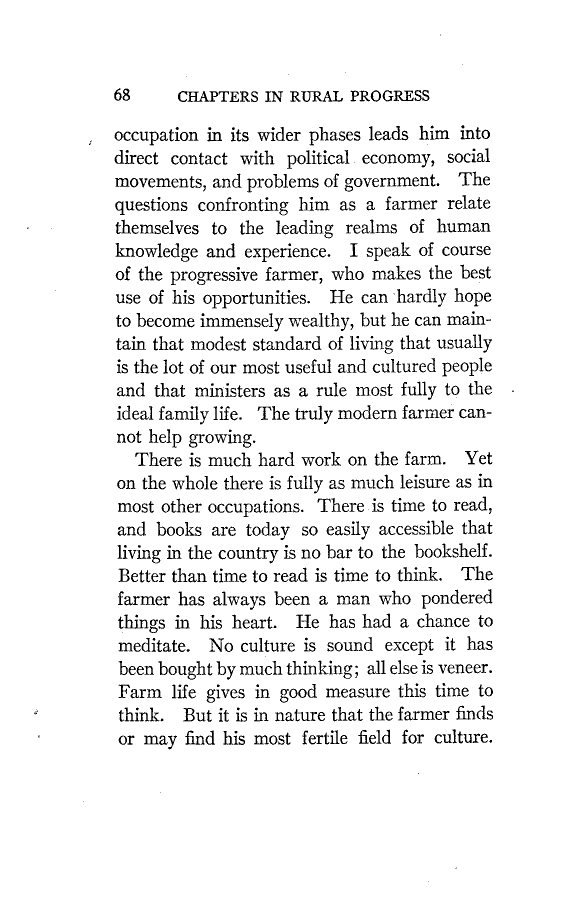 68 CHAPTERS IN RURAL PROGRESS
occupation in its wider phases leads him into
direct contact with political economy, social
movements, and problems of government. The
questions confronting him as a farmer relate
themselves to the leading realms of human
knowledge and experience. I speak of course
of the progressive farmer, who makes the best
use of his opportunities. He can hardly hope
to become immensely wealthy, but he can main-
tain that modest standard of living that usually
is the lot of our most useful and cultured people
and that ministers as a rule most fully to the
ideal family life. The truly modern farmer can-
not help growing.
There is much hard work on the farm. Yet
on the whole there is fully as much leisure as in
most other occupations. There is time to read,
and books are today so easily accessible that
living in the country is no bar to the bookshelf.
Better than time to read is time to think. The
farmer has always been a man who pondered
things in his heart. He has had a chance to
meditate. No culture is sound except it has
been bought by much thinking; all else is veneer.
Farm life gives in good measure this time to
think. But it is in nature that the farmer finds
or may find his most fertile field for culture.